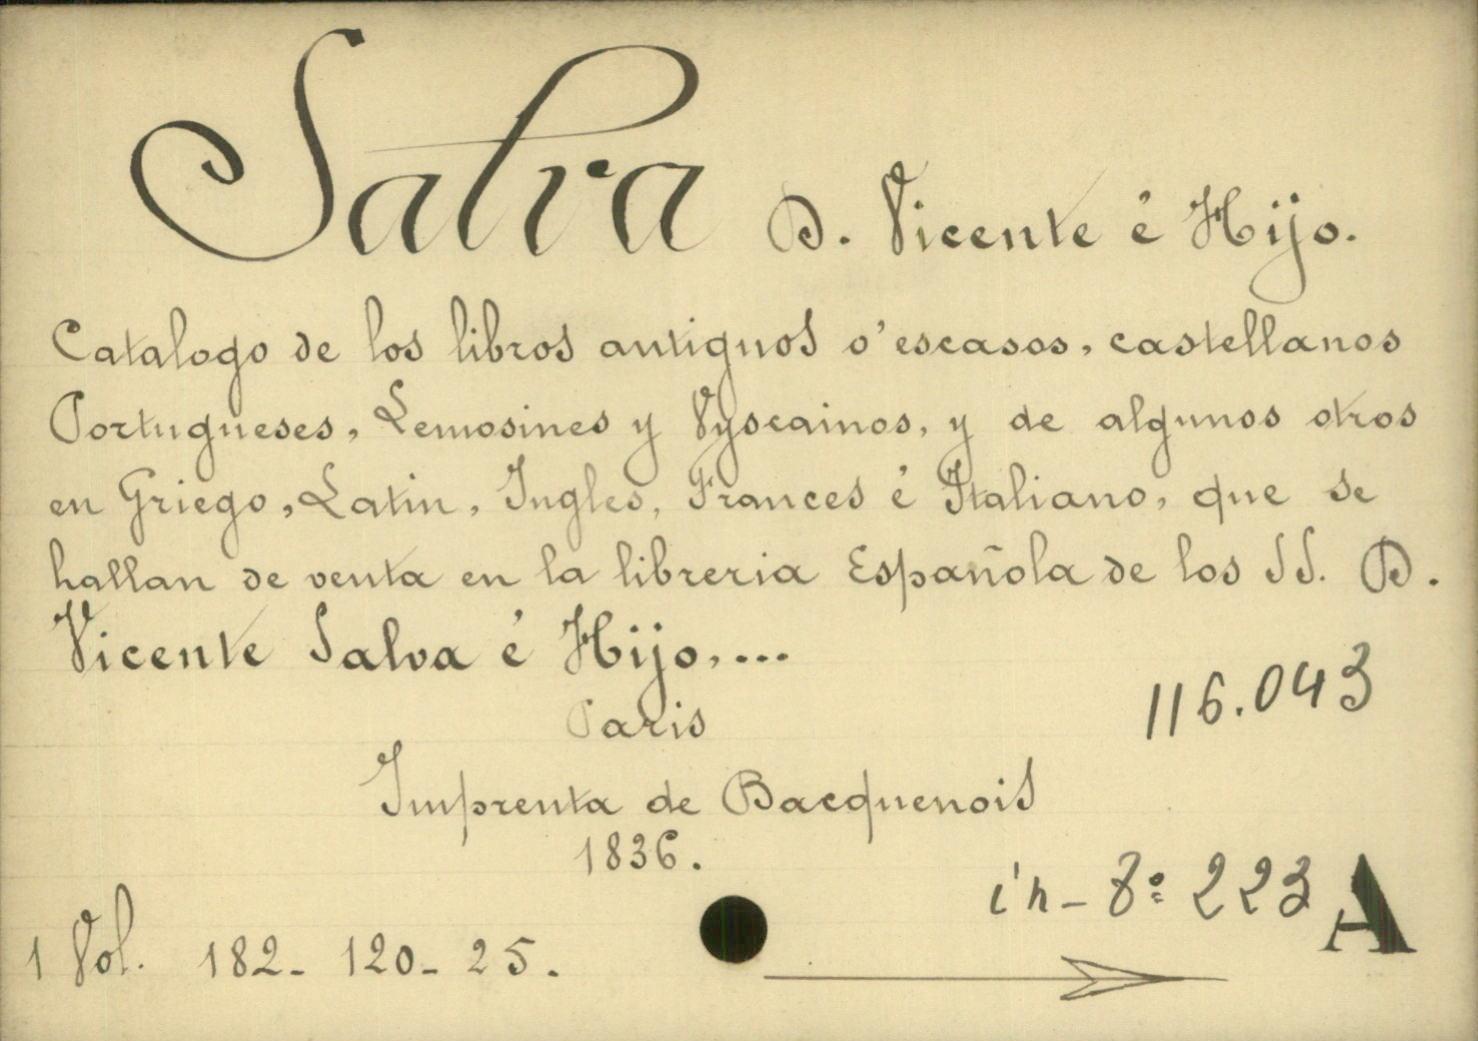 Salva D. Vicente é Hijo.
Catalogo de los libros antiguos o' escasos, castellanos
Portugueses, Lemosines y Vyscainos, y de algunos otros
en Griego, Latin, Ingles, Frances é Italiano, que se
hallan de venta en la libreria Española de los SS. D.
Vicente Salva é Hijo,...
Paris
116.043
Imprenta de Bacquenois
1836.
in-8º 223 A
1 Vol. 182-120-25.